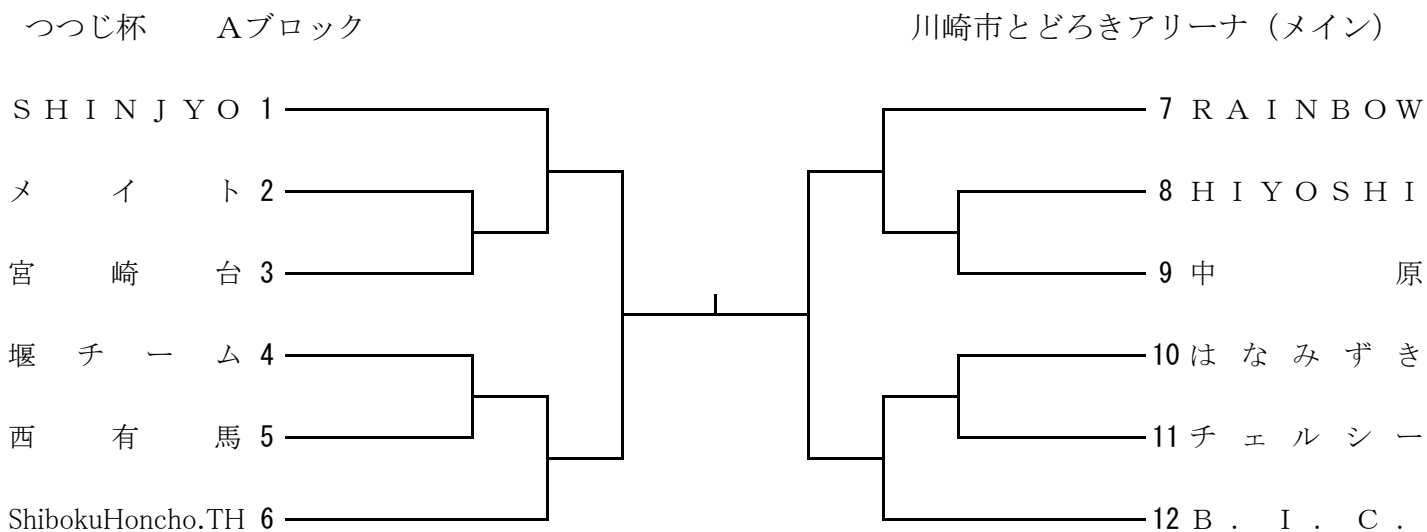 つつじ杯　　Aブロック　　川崎市とどろきアリーナ（メイン）
SHINJYO 1
メイト 2
宮崎台 3
堰チーム 4
西有馬 5
ShibokuHoncho.TH 6
7 RAINBOW
8 HIYOSHI
9 中原
10 はなみずき
11 チェルシー
12 B.I.C.